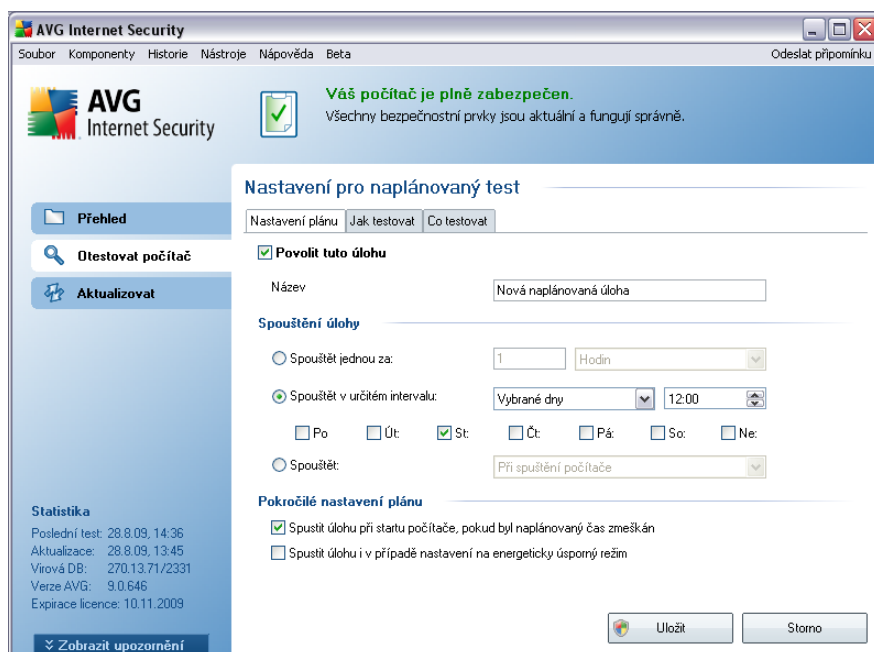 AVG Internet Security
Soubor Komponenty Historie Nástroje Nápověda Beta Odeslat připomínku
AVG
Internet Security
Váš počítač je plně zabezpečen.
Všechny bezpečnostní prvky jsou aktuální a fungují správně.
Přehled
Otestovat počítač
Aktualizovat
Nastavení pro naplánovaný test
Nastavení plánu Jak testovat Co testovat
Povolit tuto úlohu
Název Nová naplánovaná úloha
Spouštění úlohy
Spouštět jednou za: 1 Hodin
Spouštět v určitém intervalu: Vybrané dny 12:00
Po Út: St: Čt: Pá: So: Ne:
Spouštět: Při spuštění počítače
Pokročilé nastavení plánu
Spustit úlohu při startu počítače, pokud byl naplánovaný čas zmeškán
Spustit úlohu i v případě nastavení na energeticky úsporný režim
Statistika
Poslední test: 28.8.09, 14:36
Aktualizace: 28.8.09, 13:45
Virová DB: 270.13.71/2331
Verze AVG: 9.0.646
Expirace licence: 10.11.2009
Zobrazit upozornění
Uložit Storno